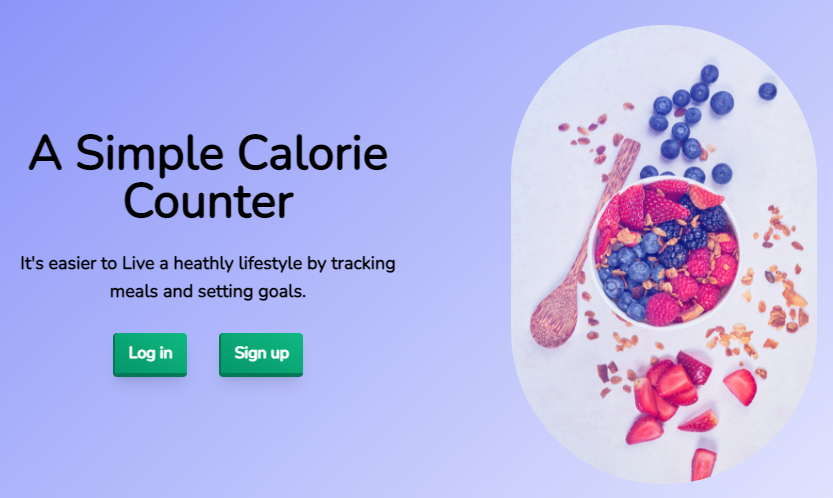 A Simple Calorie
Counter
It's easier to Live a heathly lifestyle by tracking
meals and setting goals.
Log in
Sign up